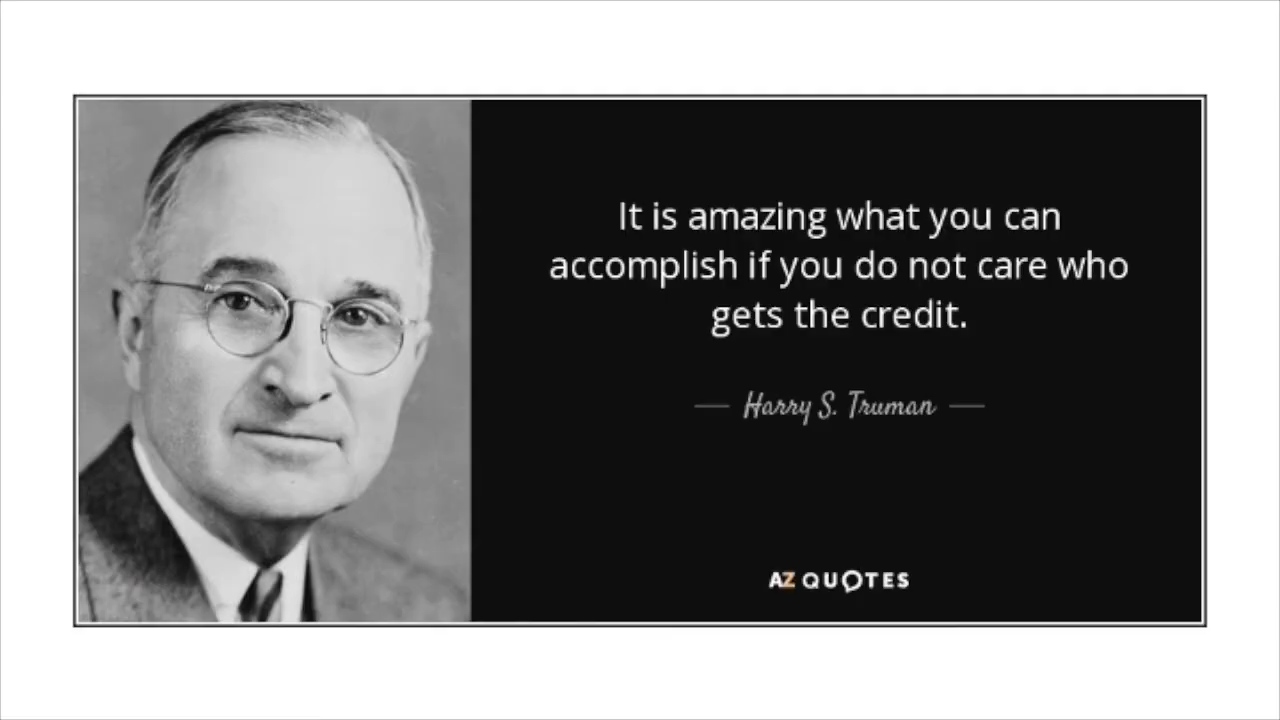 It is amazing what you can
accomplish if you do not care who
gets the credit.
Harry S. Truman
AZ QUOTES